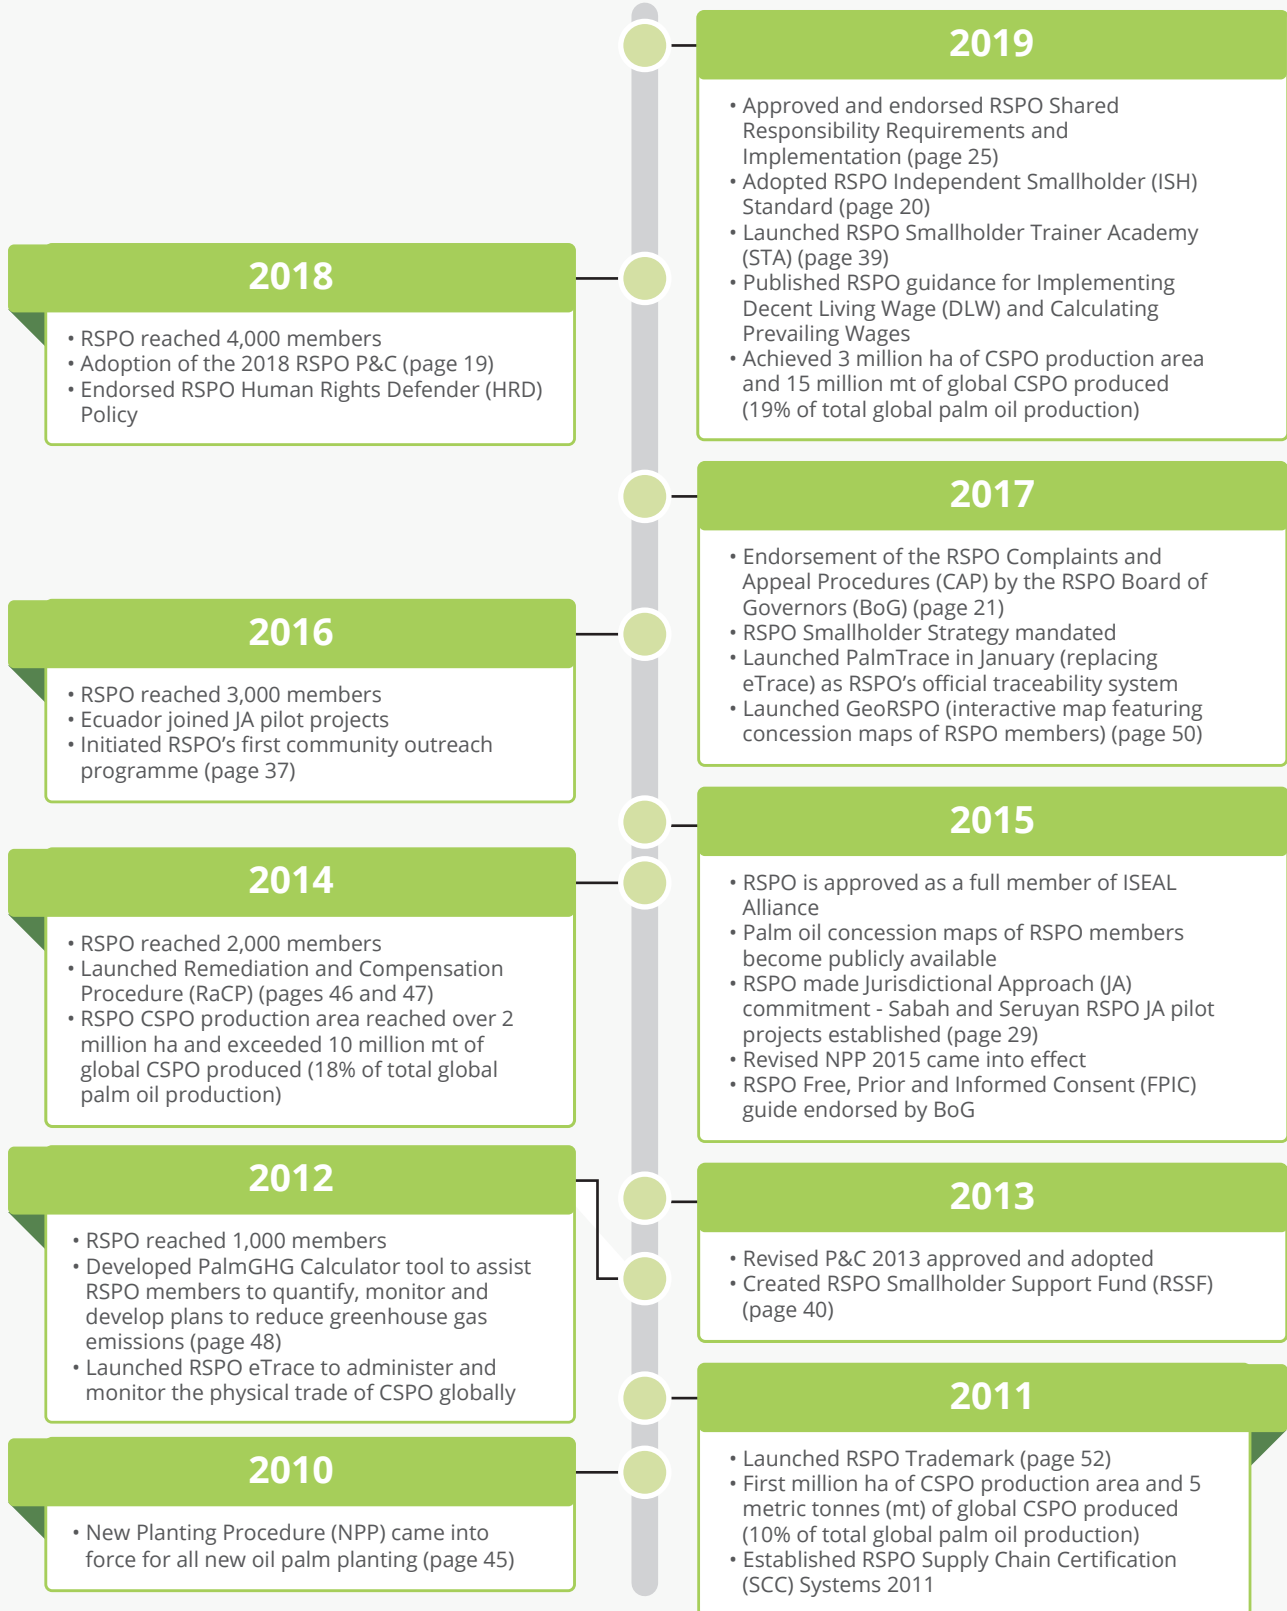 2019
• Approved and endorsed RSPO Shared
Responsibility Requirements and
Implementation (page 25)
• Adopted RSPO Independent Smallholder (ISH)
Standard (page 20)
• Launched RSPO Smallholder Trainer Academy
(STA) (page 39)
• Published RSPO guidance for Implementing
Decent Living Wage (DLW) and Calculating
Prevailing Wages
• Achieved 3 million ha of CSPO production area
and 15 million mt of global CSPO produced
(19% of total global palm oil production)
2018
• RSPO reached 4,000 members
• Adoption of the 2018 RSPO P&C (page 19)
• Endorsed RSPO Human Rights Defender (HRD)
Policy
2017
• Endorsement of the RSPO Complaints and
Appeal Procedures (CAP) by the RSPO Board of
Governors (BoG) (page 21)
• RSPO Smallholder Strategy mandated
• Launched PalmTrace in January (replacing
eTrace) as RSPO’s official traceability system
• Launched GeoRSPO (interactive map featuring
concession maps of RSPO members) (page 50)
2016
• RSPO reached 3,000 members
• Ecuador joined JA pilot projects
• Initiated RSPO’s first community outreach
programme (page 37)
2015
• RSPO is approved as a full member of ISEAL
Alliance
• Palm oil concession maps of RSPO members
become publicly available
• RSPO made Jurisdictional Approach (JA)
commitment - Sabah and Seruyan RSPO JA pilot
projects established (page 29)
• Revised NPP 2015 came into effect
• RSPO Free, Prior and Informed Consent (FPIC)
guide endorsed by BoG
2014
• RSPO reached 2,000 members
• Launched Remediation and Compensation
Procedure (RaCP) (pages 46 and 47)
• RSPO CSPO production area reached over 2
million ha and exceeded 10 million mt of
global CSPO produced (18% of total global
palm oil production)
2013
• Revised P&C 2013 approved and adopted
• Created RSPO Smallholder Support Fund (RSSF)
(page 40)
2012
• RSPO reached 1,000 members
• Developed PalmGHG Calculator tool to assist
RSPO members to quantify, monitor and
develop plans to reduce greenhouse gas
emissions (page 48)
• Launched RSPO eTrace to administer and
monitor the physical trade of CSPO globally
2011
• Launched RSPO Trademark (page 52)
• First million ha of CSPO production area and 5
metric tonnes (mt) of global CSPO produced
(10% of total global palm oil production)
• Established RSPO Supply Chain Certification
(SCC) Systems 2011
2010
• New Planting Procedure (NPP) came into
force for all new oil palm planting (page 45)